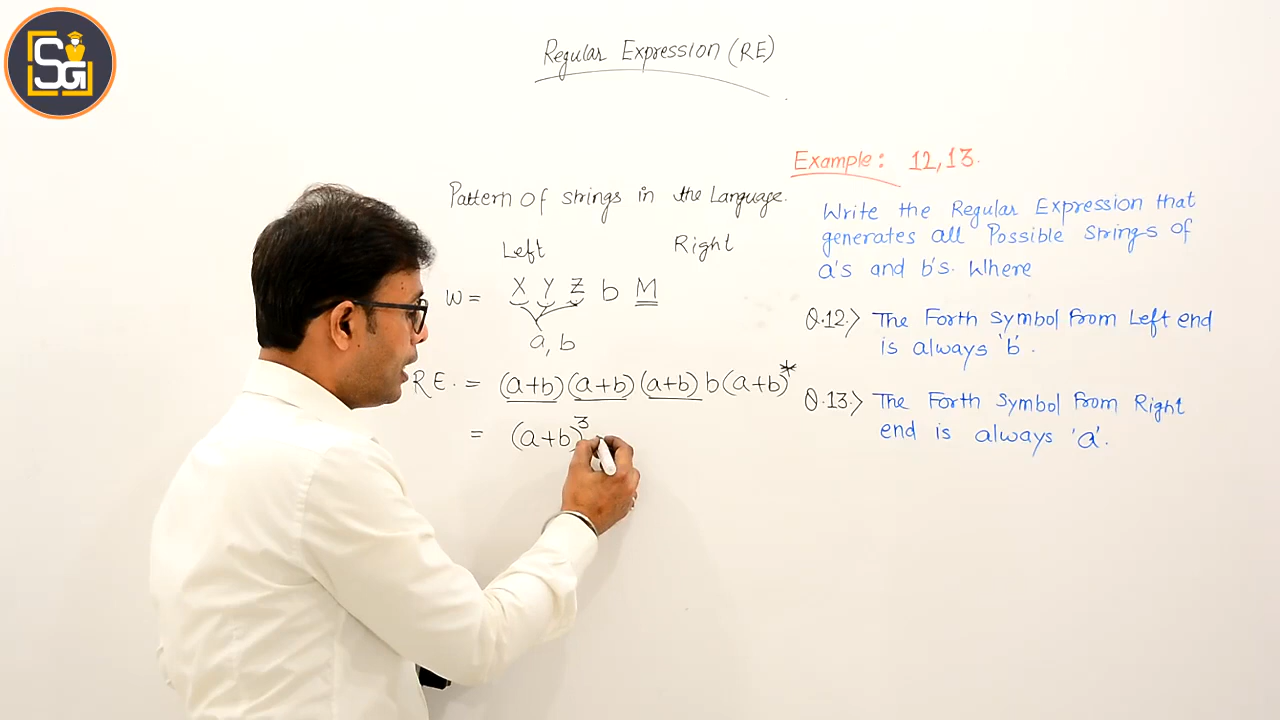 SG
Regular Expression (RE)
Pattern of strings in the Language.
Left Right
W = X Y Z b M
a, b
RE. = (a+b) (a+b) (a+b) b (a+b)*
= (a+b)³
Example: 12,13.
Write the Regular Expression that
generates all Possible strings of
a's and b's. Where
Q.12.> The Forth Symbol From Left end
is always 'b'.
Q.13.> The Forth Symbol From Right
end is always 'a'.